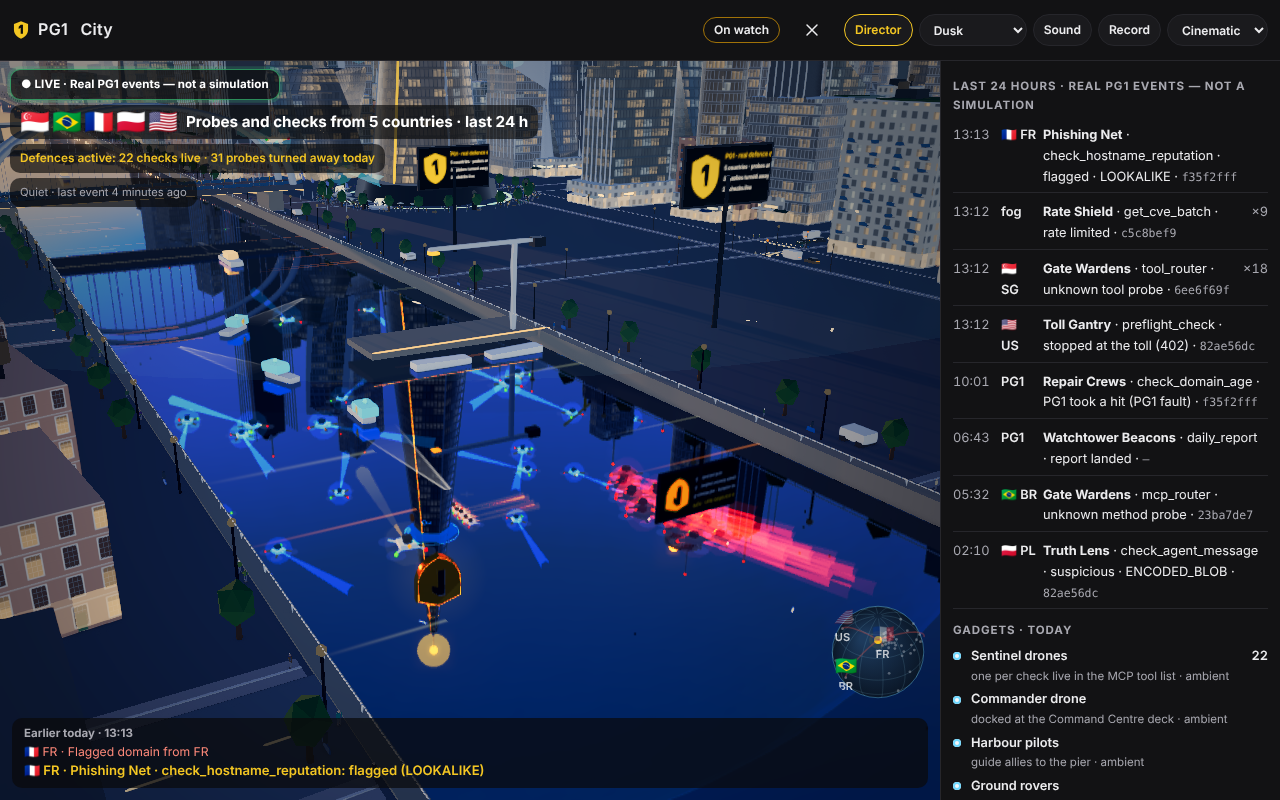 PG1 City
On watch
Director
Dusk
Sound
Record
Cinematic
● LIVE · Real PG1 events — not a simulation
🇸🇬🇧🇷🇫🇷🇵🇱🇺🇸 Probes and checks from 5 countries · last 24 h
Defences active: 22 checks live · 31 probes turned away today
Quiet · last event 4 minutes ago
US
FR
BR
Earlier today · 13:13
🇫🇷 FR · Flagged domain from FR
🇫🇷 FR · Phishing Net · check_hostname_reputation: flagged (LOOKALIKE)
LAST 24 HOURS · REAL PG1 EVENTS — NOT A
SIMULATION
13:13 🇫🇷 FR Phishing Net ·
check_hostname_reputation ·
flagged · LOOKALIKE · f35f2fff
13:12 fog Rate Shield · get_cve_batch · ×9
rate limited · c5c8bef9
13:12 🇸🇬 Gate Wardens · tool_router · ×18
SG unknown tool probe · 6ee6f69f
13:12 🇺🇸 Toll Gantry · preflight_check ·
US stopped at the toll (402) · 82ae56dc
10:01 PG1 Repair Crews · check_domain_age ·
PG1 took a hit (PG1 fault) · f35f2fff
06:43 PG1 Watchtower Beacons · daily_report
· report landed · —
05:32 🇧🇷 BR Gate Wardens · mcp_router ·
unknown method probe · 23ba7de7
02:10 🇵🇱 PL Truth Lens · check_agent_message
· suspicious · ENCODED_BLOB ·
82ae56dc
GADGETS · TODAY
Sentinel drones 22
one per check live in the MCP tool list · ambient
Commander drone
docked at the Command Centre deck · ambient
Harbour pilots
guide allies to the pier · ambient
Ground rovers